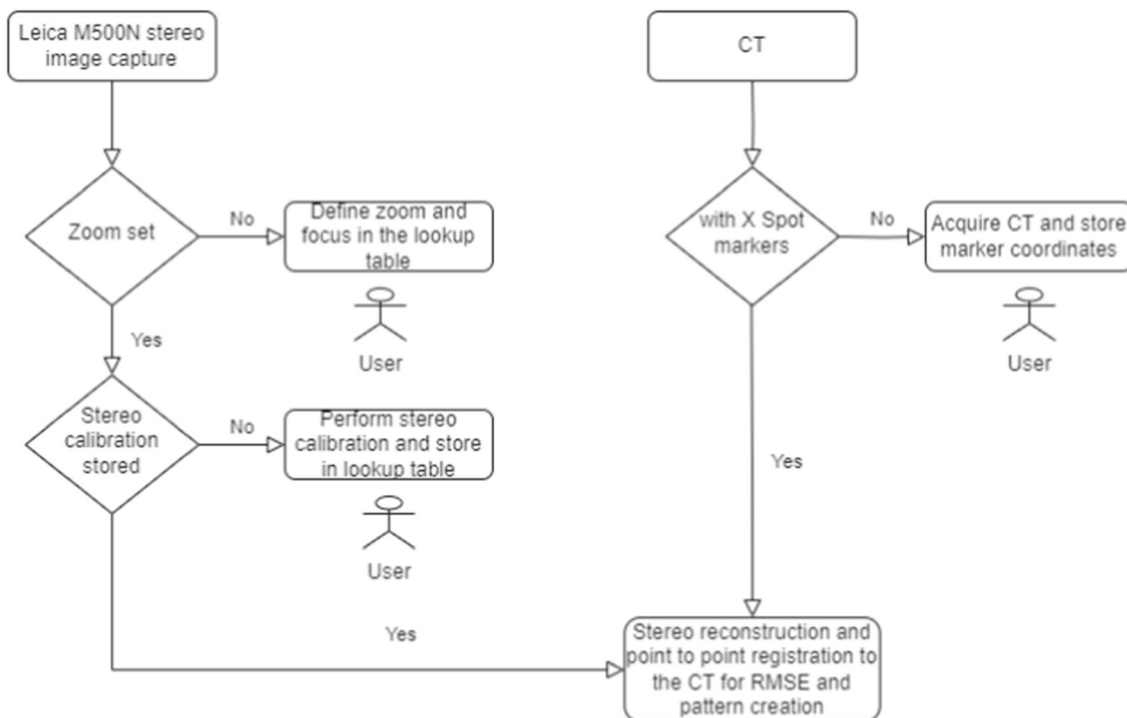 Leica M500N stereo
image capture
CT
Zoom set
No
Define zoom and
focus in the lookup
table
User
with X Spot
markers
No
Acquire CT and store
marker coordinates
User
Yes
Stereo
calibration
stored
No
Perform stereo
calibration and store
in lookup table
User
Yes
Yes
Stereo reconstruction and
point to point registration to
the CT for RMSE and
pattern creation